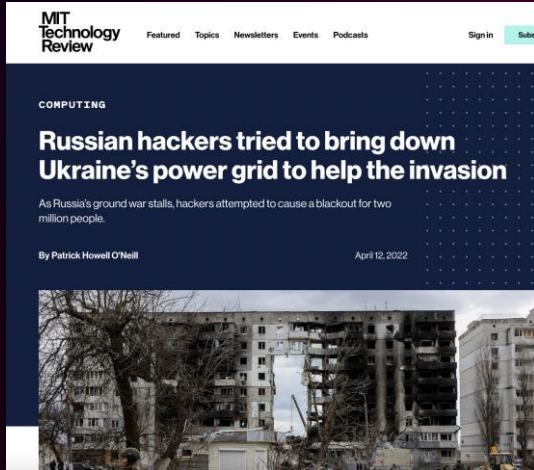 MIT
Technology
Review
Featured Topics Newsletters Events Podcasts
Sign in
COMPUTING
Russian hackers tried to bring down
Ukraine's power grid to help the invasion
As Russia's ground war stalls, hackers attempted to cause a blackout for two
million people.
By Patrick Howell O'Neill April 12, 2022